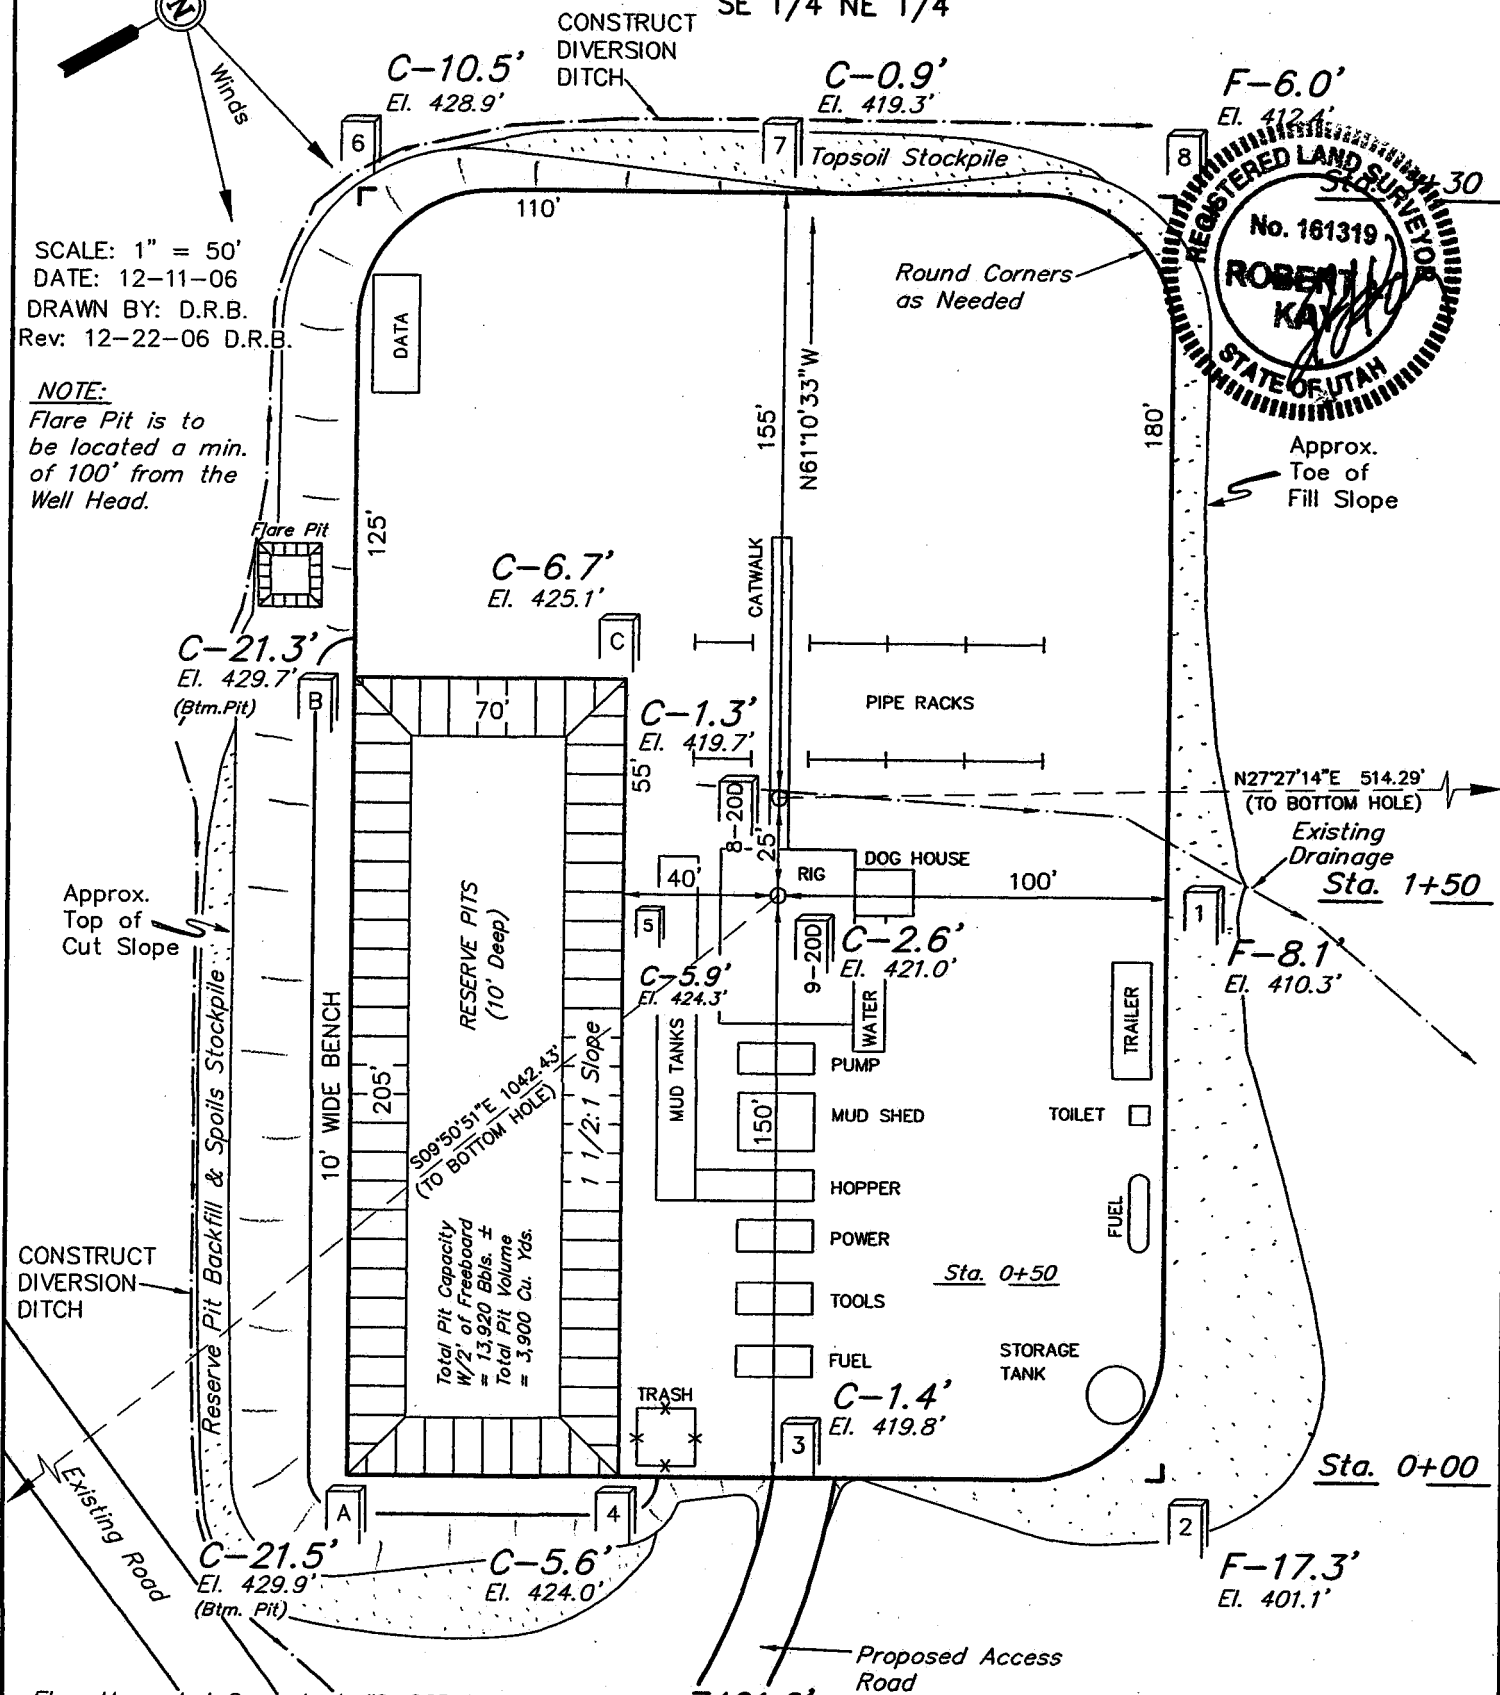 SE 1/4 NE 1/4
N
Winds
CONSTRUCT
DIVERSION
DITCH
C-10.5'
El. 428.9'
C-0.9'
El. 419.3'
F-6.0'
El. 412.4'
6
7
8
Topsoil Stockpile
REGISTERED LAND SURVEYOR
No. 161319
ROBERT
KAY
STATE OF UTAH
110'
SCALE: 1" = 50'
DATE: 12-11-06
DRAWN BY: D.R.B.
Rev: 12-22-06 D.R.B.
NOTE:
Flare Pit is to
be located a min.
of 100' from the
Well Head.
DATA
Round Corners
as Needed
155'
N61°10'33"W
180'
Approx.
Toe of
Fill Slope
Flare Pit
125'
C-6.7'
El. 425.1'
C
CATWALK
C-21.3'
El. 429.7'
(Btm.Pit)
B
70'
C-1.3'
El. 419.7'
PIPE RACKS
55'
8-20D
25'
N27°27'14"E 514.29'
(TO BOTTOM HOLE)
Existing
Drainage
Sta. 1+50
RIG
DOG HOUSE
40'
100'
1
5
9-20D
C-2.6'
El. 421.0'
F-8.1'
El. 410.3'
C-5.9'
El. 424.3'
Approx.
Top of
Cut Slope
RESERVE PITS
(10' Deep)
10' WIDE BENCH
Reserve Pit Backfill & Spoils Stockpile
205'
S09°50'51"E 1042.43'
(TO BOTTOM HOLE)
1 1/2:1 Slope
MUD TANKS
WATER
TRAILER
PUMP
MUD SHED
150'
TOILET
HOPPER
POWER
FUEL
CONSTRUCT
DIVERSION
DITCH
Total Pit Capacity
W/2' of Freeboard
= 13,920 Bbls. ±
Total Pit Volume
= 3,900 Cu. Yds.
Sta. 0+50
TOOLS
FUEL
STORAGE
TANK
TRASH
C-1.4'
El. 419.8'
3
Sta. 0+00
Existing Road
A
4
2
C-21.5'
El. 429.9'
(Btm. Pit)
C-5.6'
El. 424.0'
F-17.3'
El. 401.1'
Proposed Access
Road